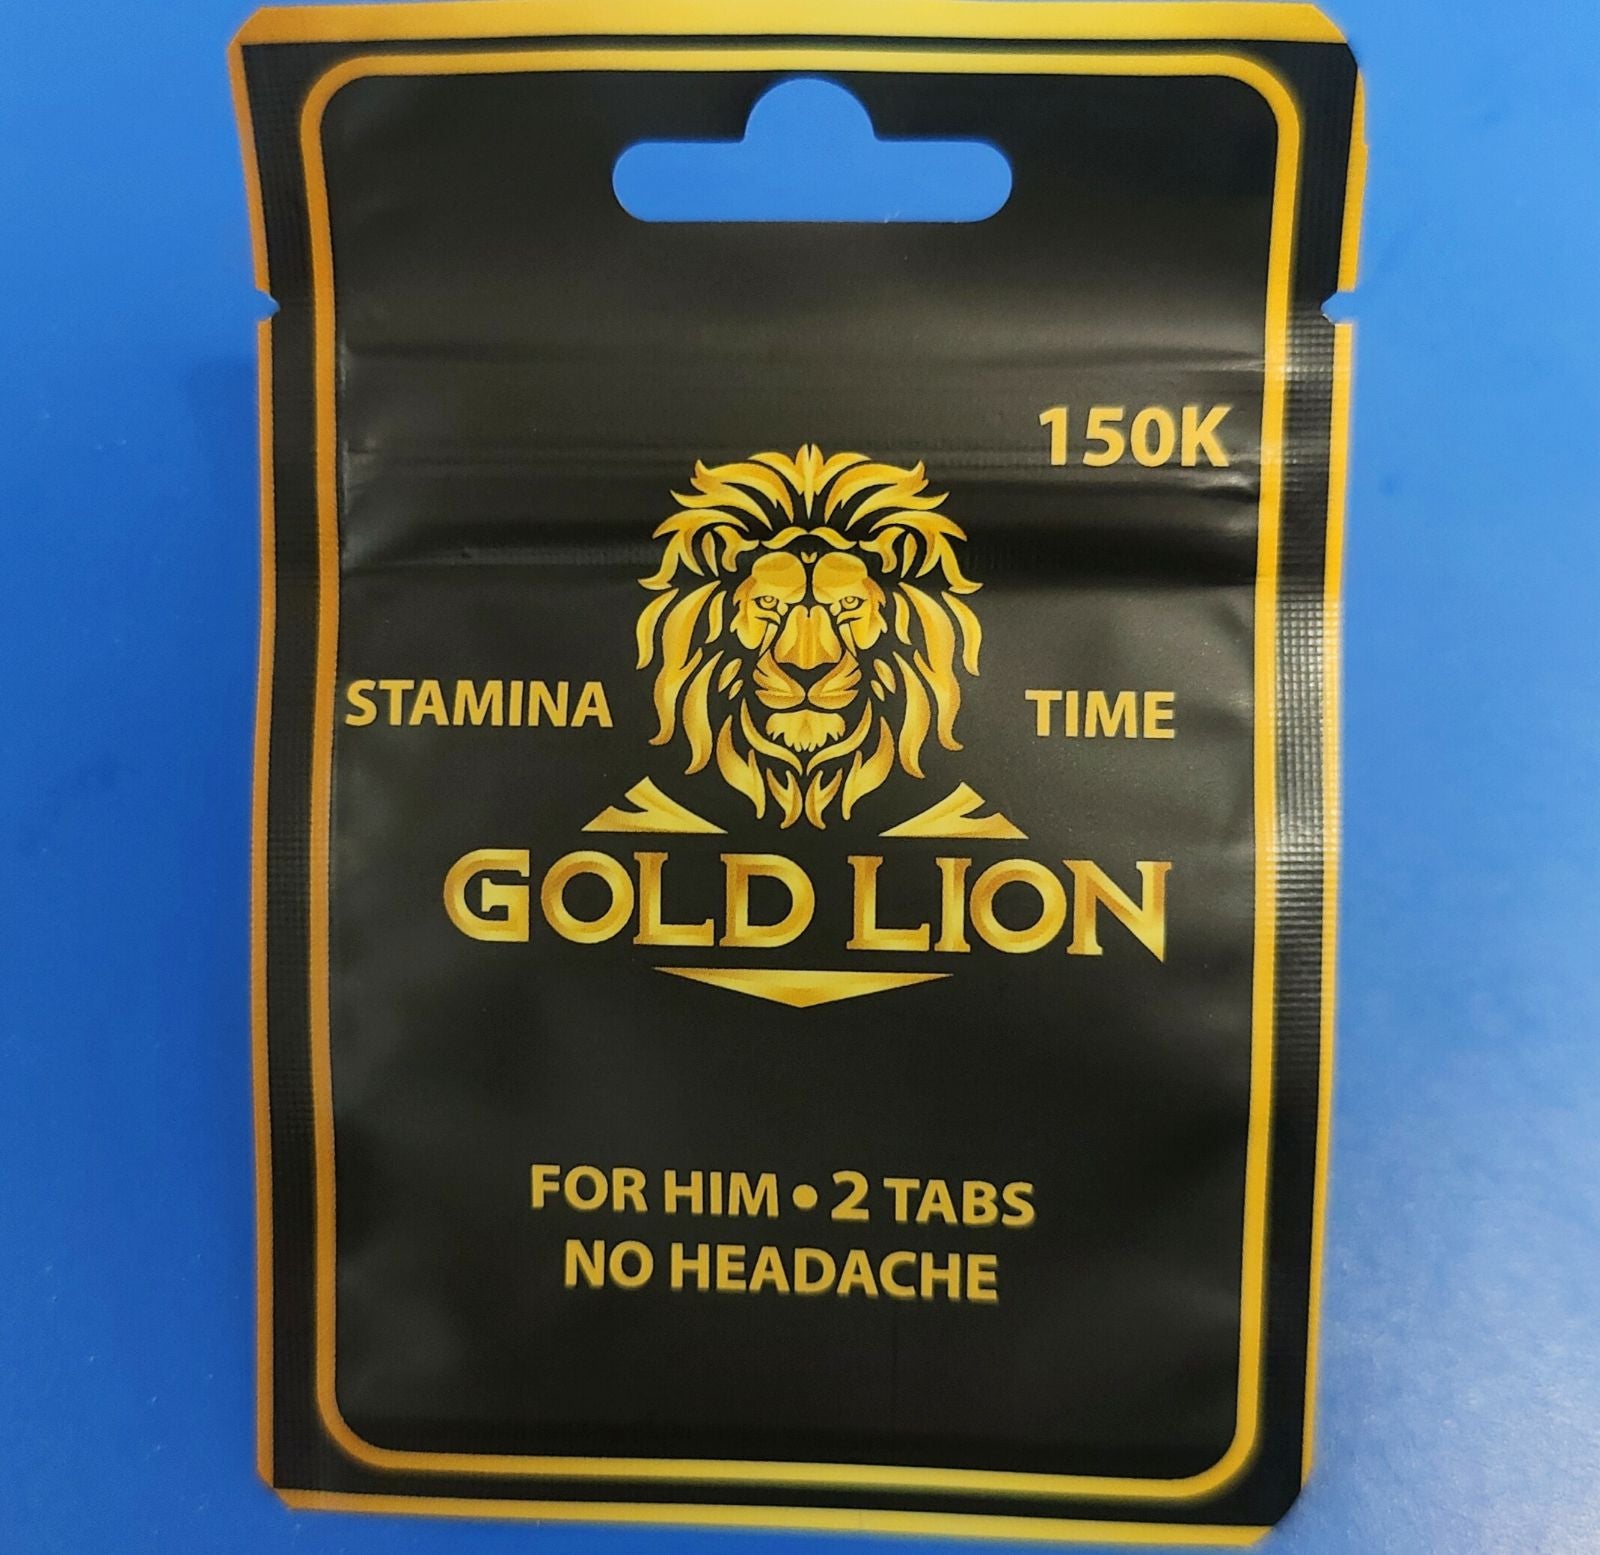 150K
STAMINA
TIME
GOLD LION
FOR HIM • 2 TABS
NO HEADACHE